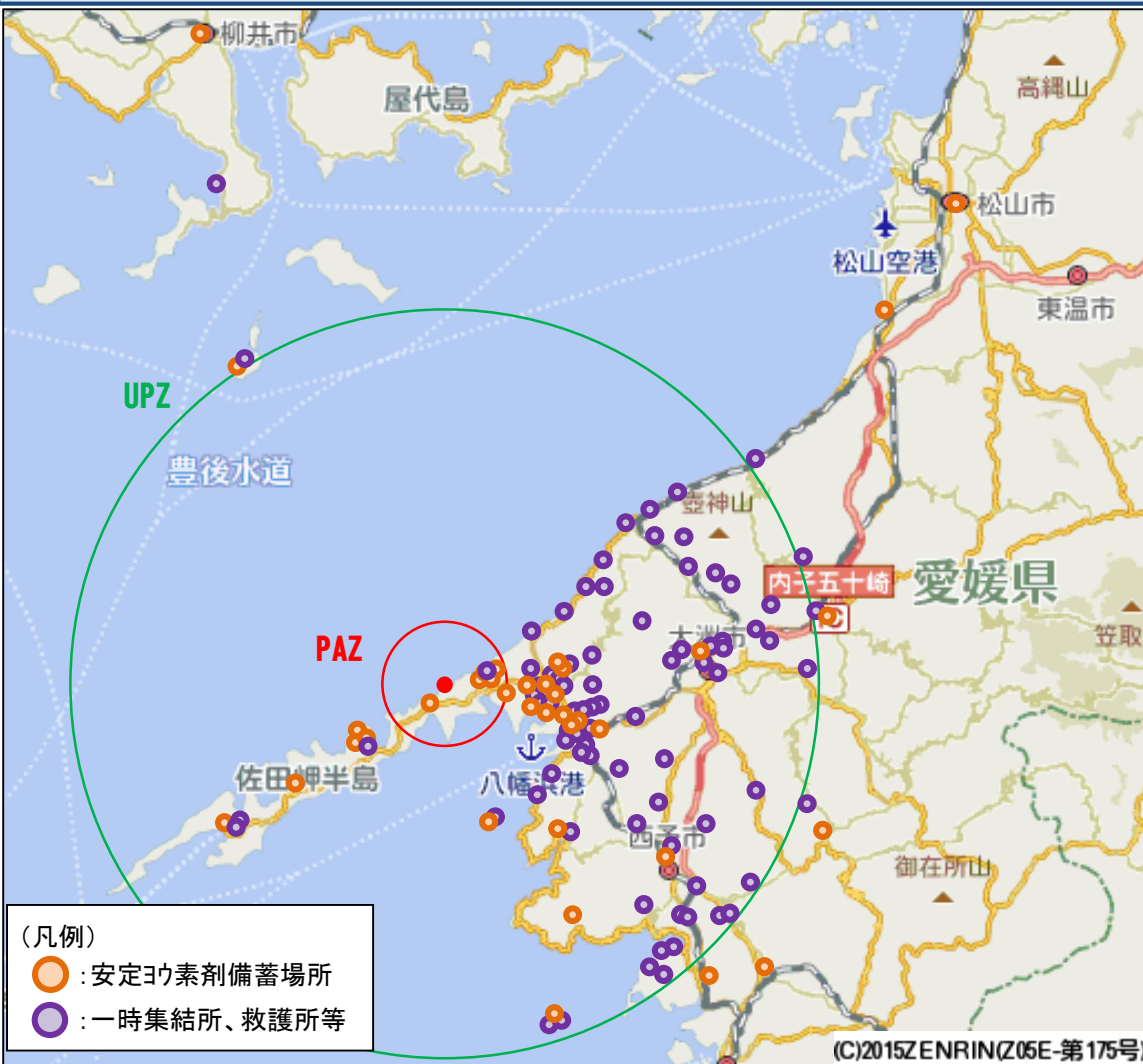 柳井市
屋代島
高縄山
松山市
松山空港
東温市
UPZ
豊後水道
壺神山
内子五十崎
愛媛県
大洲市
笠取
PAZ
佐田岬半島
八幡浜港
西予市
御在所山
(凡例)
:安定ヨウ素剤備蓄場所
:一時集結所、救護所等
(C)2015ZENRIN(Z05E-第175号